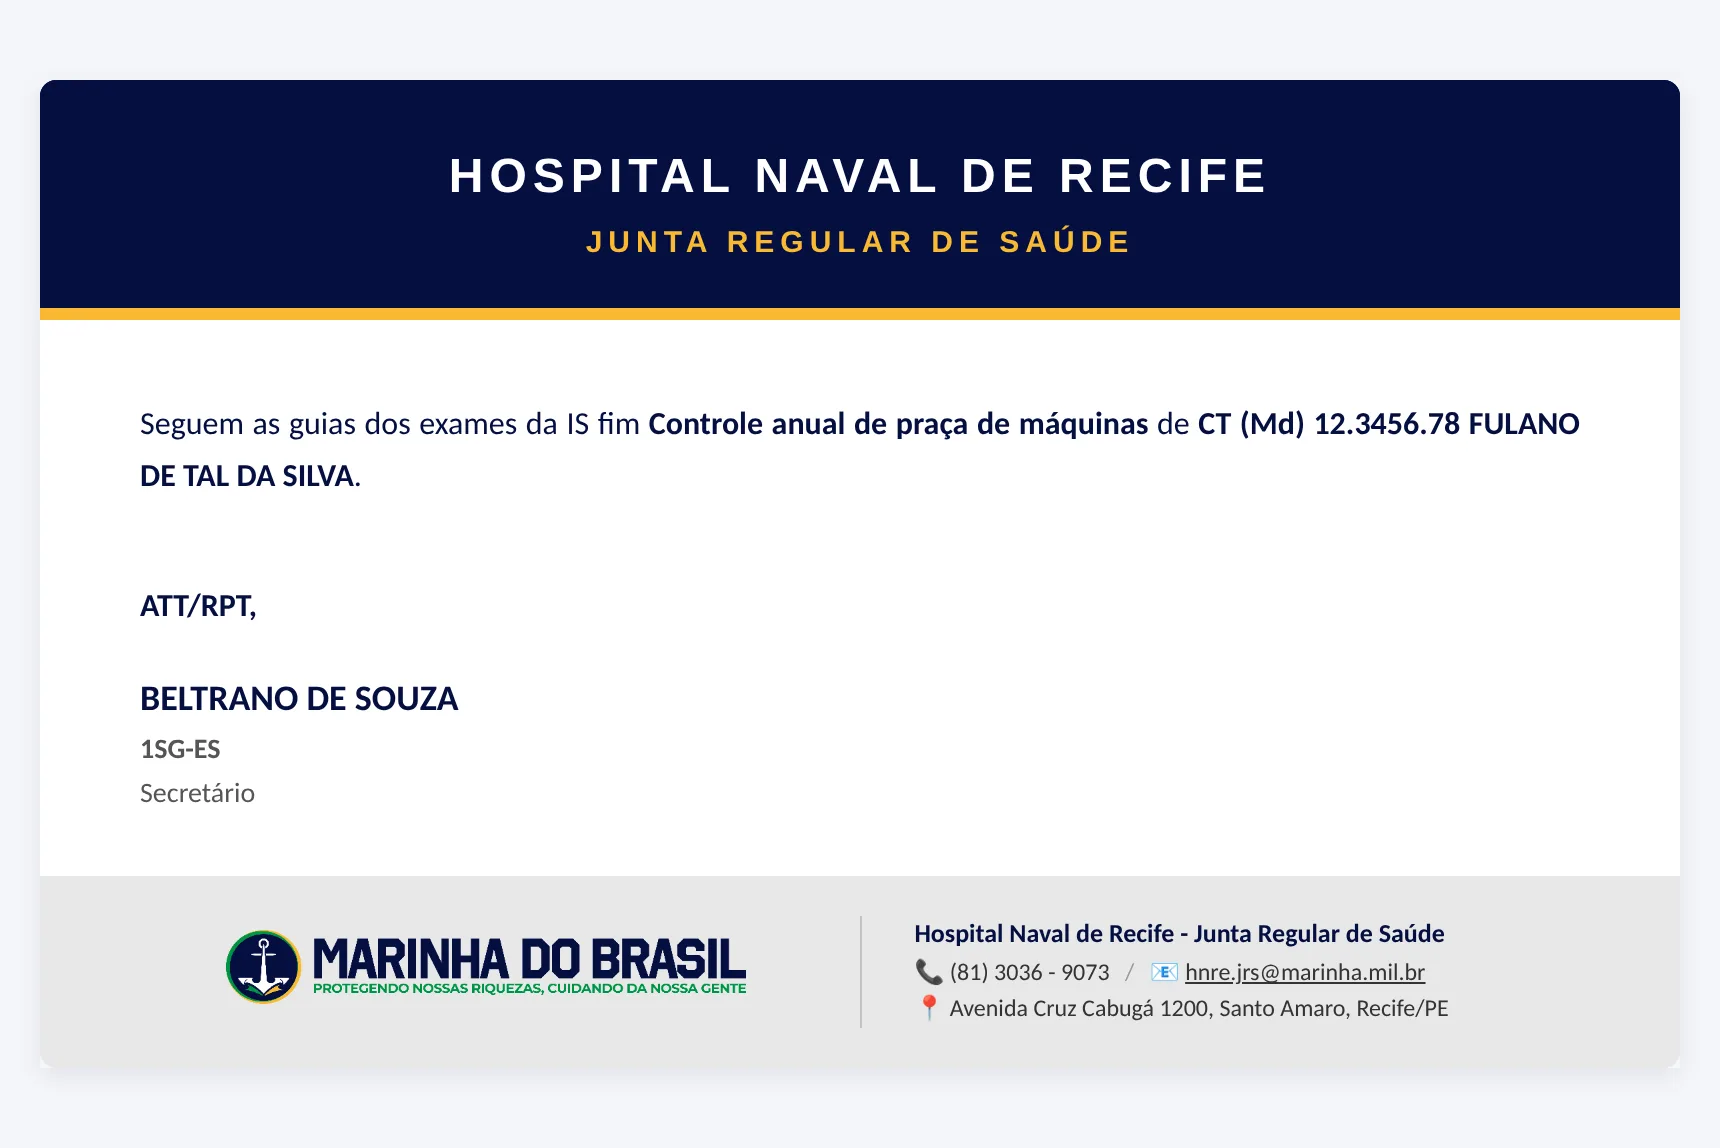 HOSPITAL NAVAL DE RECIFE
JUNTA REGULAR DE SAÚDE
Seguem as guias dos exames da IS fim Controle anual de praça de máquinas de CT (Md) 12.3456.78 FULANO
DE TAL DA SILVA.
ATT/RPT,
BELTRANO DE SOUZA
1SG-ES
Secretário
MARINHA DO BRASIL
PROTEGENDO NOSSAS RIQUEZAS, CUIDANDO DA NOSSA GENTE
Hospital Naval de Recife - Junta Regular de Saúde
(81) 3036 - 9073 / hnre.jrs@marinha.mil.br
Avenida Cruz Cabugá 1200, Santo Amaro, Recife/PE